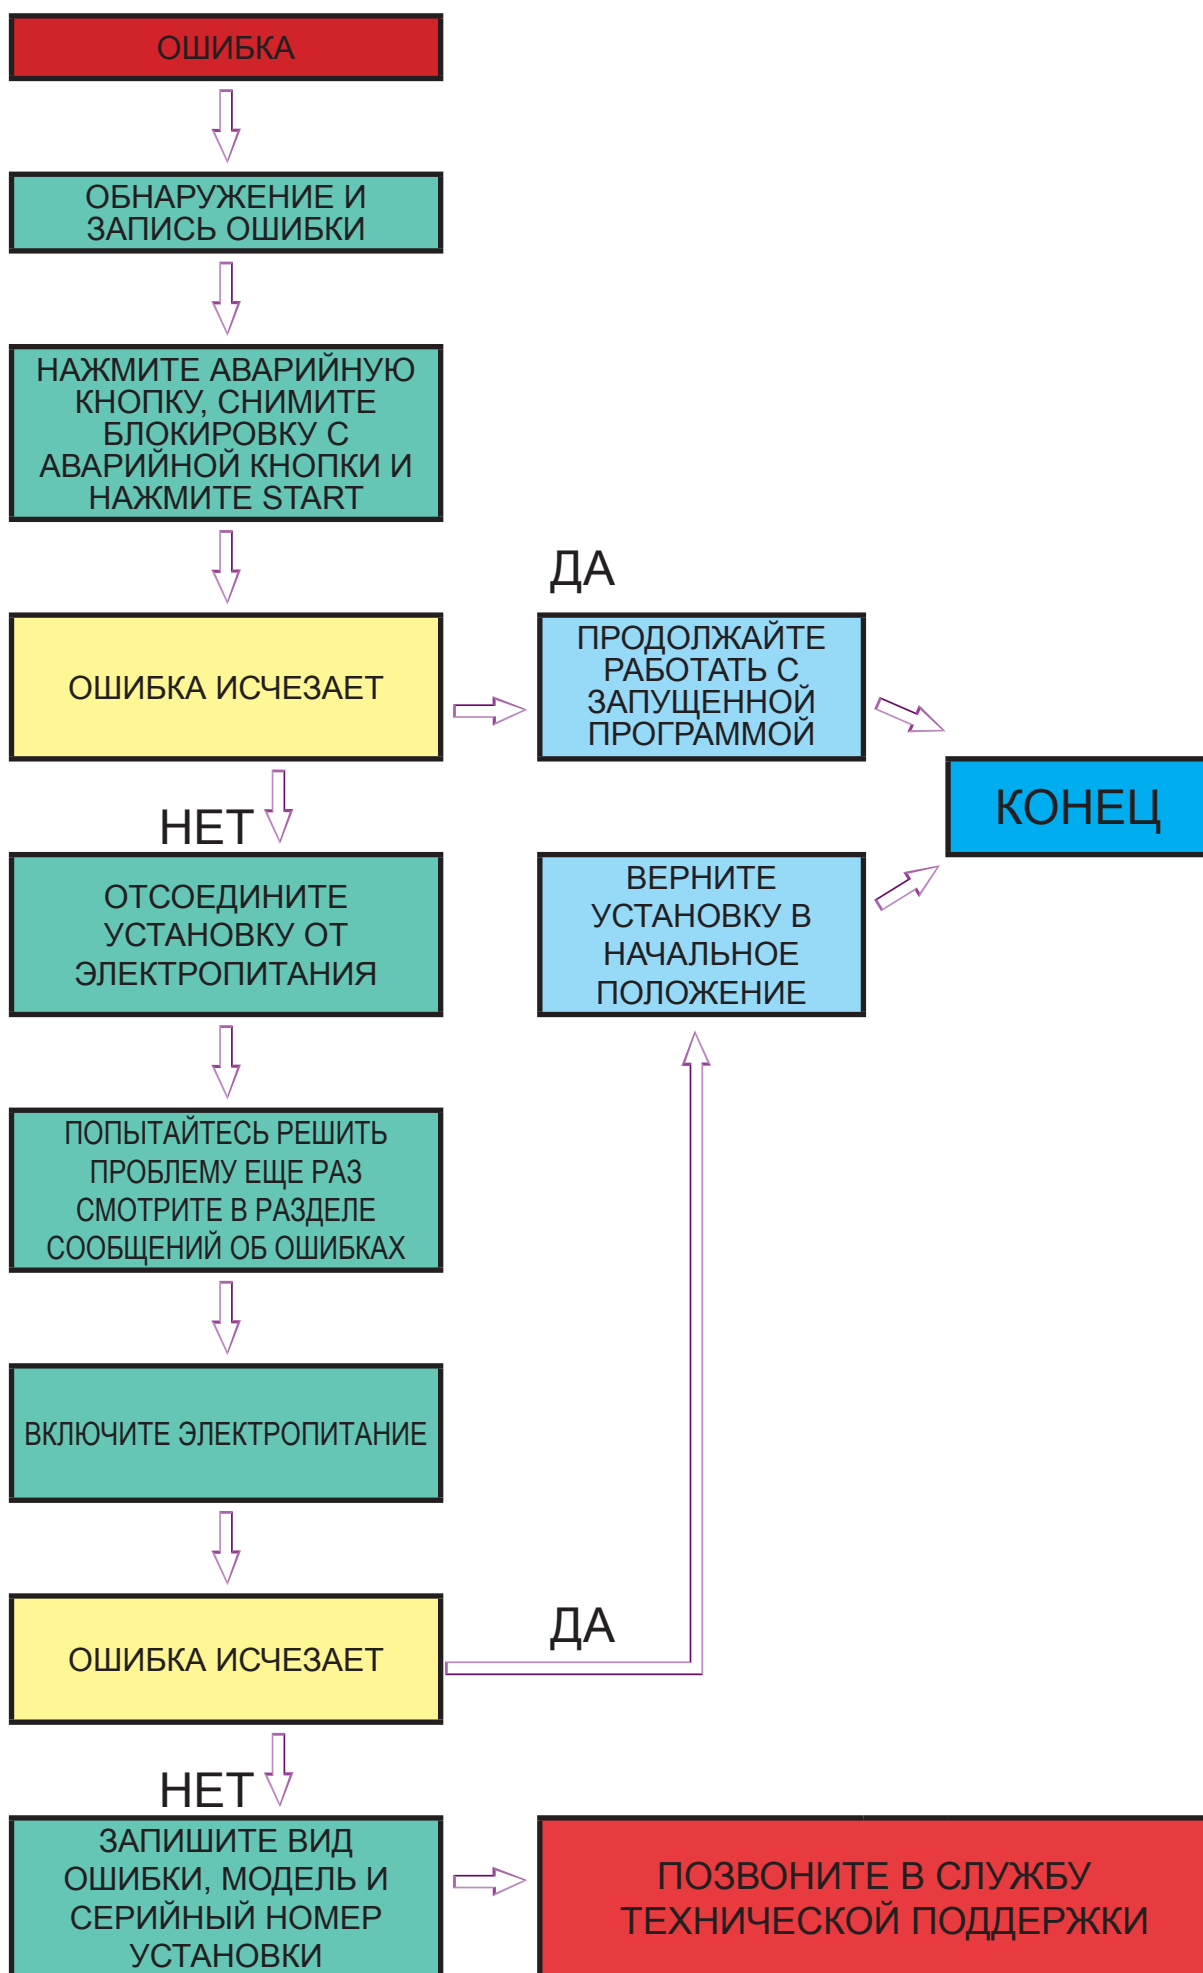 ОШИБКА
ОБНАРУЖЕНИЕ И
ЗАПИСЬ ОШИБКИ
НАЖМИТЕ АВАРИЙНУЮ
КНОПКУ, СНИМИТЕ
БЛОКИРОВКУ С
АВАРИЙНОЙ КНОПКИ И
НАЖМИТЕ START
ОШИБКА ИСЧЕЗАЕТ
ДА
ПРОДОЛЖАЙТЕ
РАБОТАТЬ С
ЗАПУЩЕННОЙ
ПРОГРАММОЙ
КОНЕЦ
НЕТ
ОТСОЕДИНИТЕ
УСТАНОВКУ ОТ
ЭЛЕКТРОПИТАНИЯ
ВЕРНИТЕ
УСТАНОВКУ В
НАЧАЛЬНОЕ
ПОЛОЖЕНИЕ
ПОПЫТАЙТЕСЬ РЕШИТЬ
ПРОБЛЕМУ ЕЩЕ РАЗ
СМОТРИТЕ В РАЗДЕЛЕ
СООБЩЕНИЙ ОБ ОШИБКАХ
ВКЛЮЧИТЕ ЭЛЕКТРОПИТАНИЕ
ОШИБКА ИСЧЕЗАЕТ
ДА
НЕТ
ЗАПИШИТЕ ВИД
ОШИБКИ, МОДЕЛЬ И
СЕРИЙНЫЙ НОМЕР
УСТАНОВКИ
ПОЗВОНИТЕ В СЛУЖБУ
ТЕХНИЧЕСКОЙ ПОДДЕРЖКИ